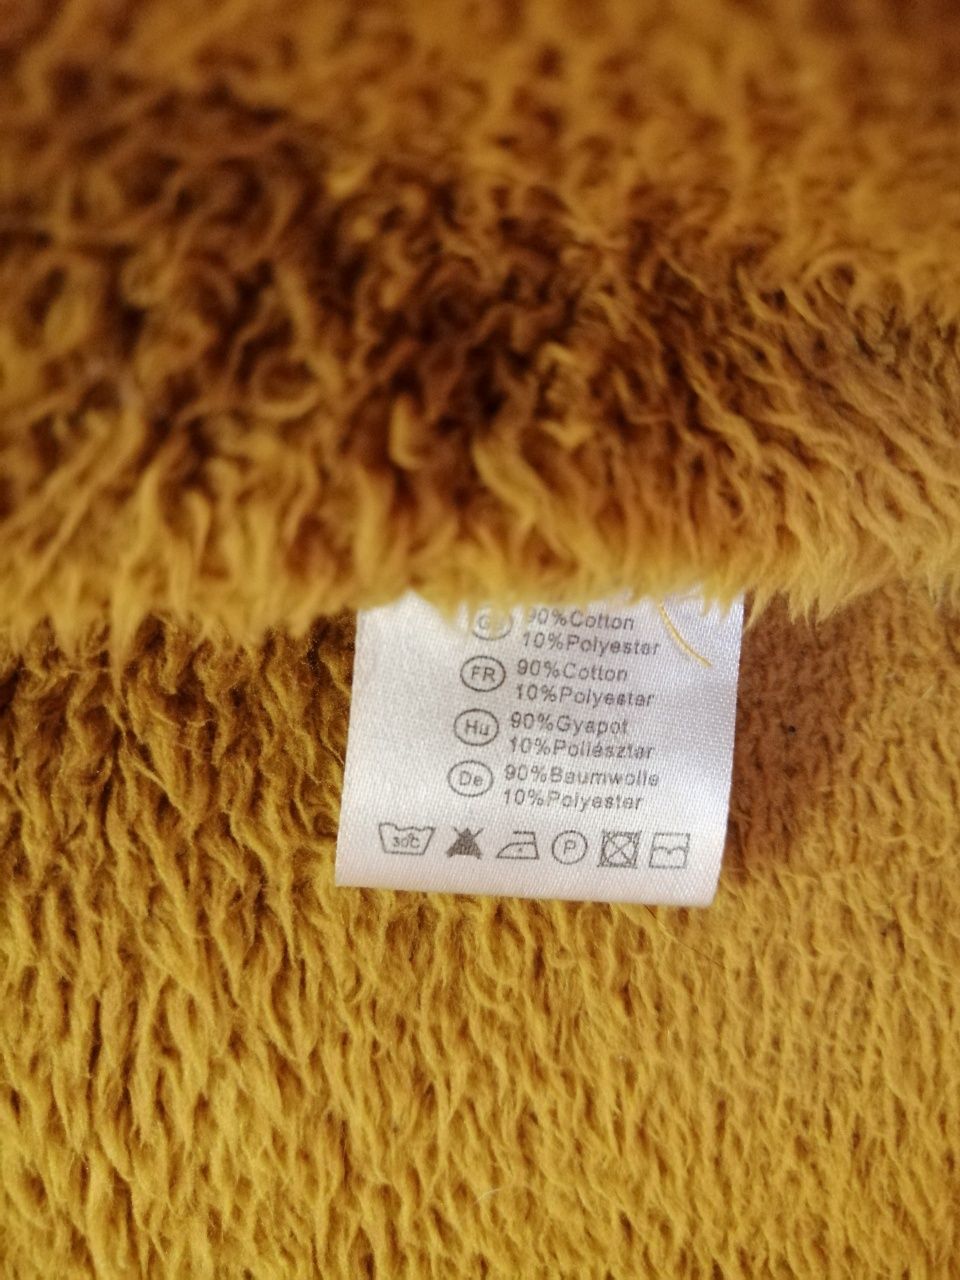 90%Cotton
10%Polyester
FR 90%Cotton
10%Polyester
Hu 90%Gyapot
10%Poliészter
De 90%Baumwolle
10%Polyester
30C P